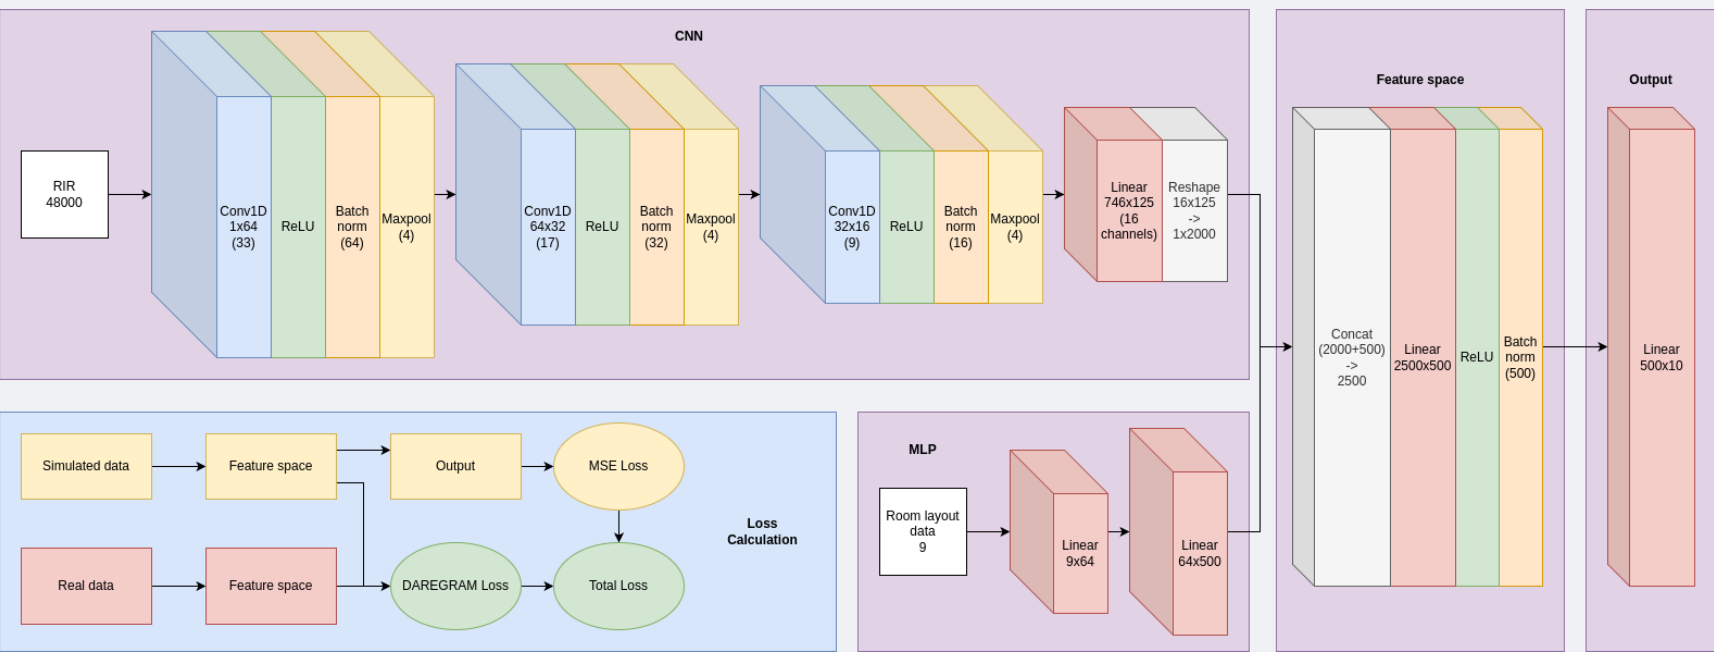 CNN
RIR
48000
Conv1D
1x64
(33)
ReLU
Batch
norm
(64)
Maxpool
(4)
Conv1D
64x32
(17)
ReLU
Batch
norm
(32)
Maxpool
(4)
Conv1D
32x16
(9)
ReLU
Batch
norm
(16)
Maxpool
(4)
Linear
746x125
(16
channels)
Reshape
16x125
->
1x2000
Feature space
Concat
(2000+500)
->
2500
Linear
2500x500
ReLU
Batch
norm
(500)
Output
Linear
500x10
Simulated data
Feature space
Output
MSE Loss
Loss
Calculation
Real data
Feature space
DAREGRAM Loss
Total Loss
MLP
Room layout
data
9
Linear
9x64
Linear
64x500